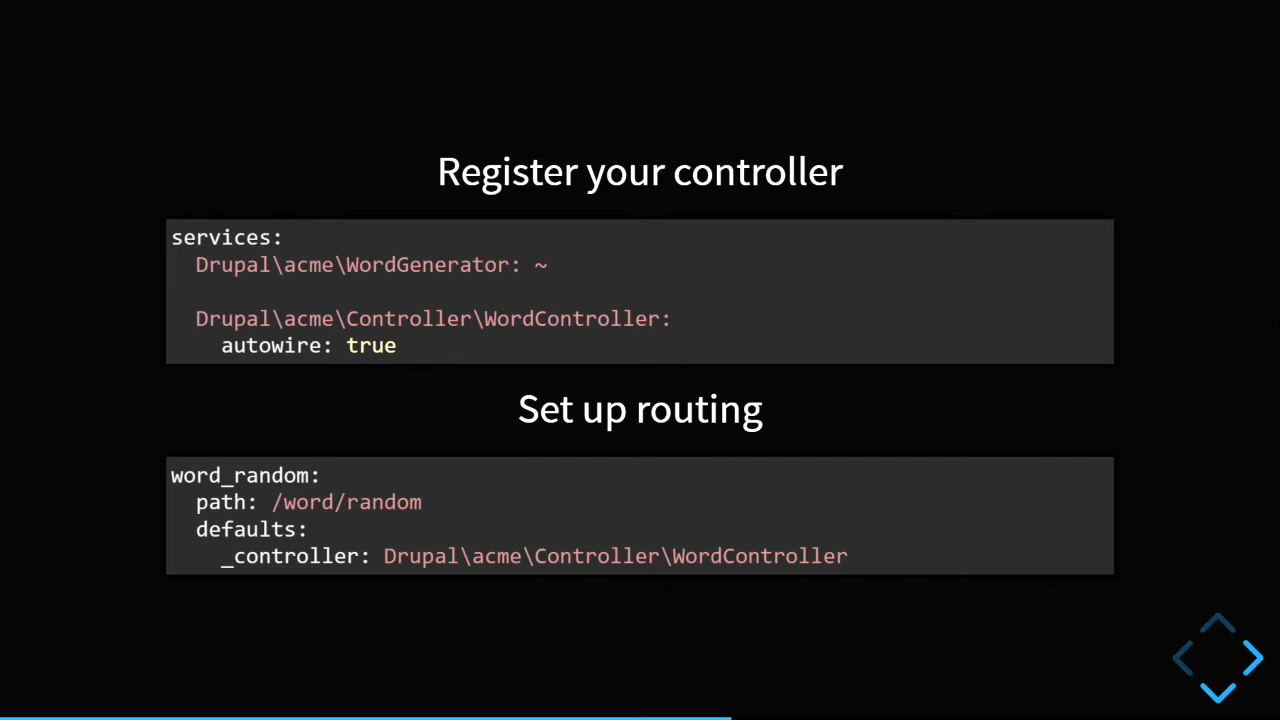 Register your controller
services:
  Drupal\acme\WordGenerator: ~
  Drupal\acme\Controller\WordController:
    autowire: true
Set up routing
word_random:
  path: /word/random
  defaults:
    _controller: Drupal\acme\Controller\WordController